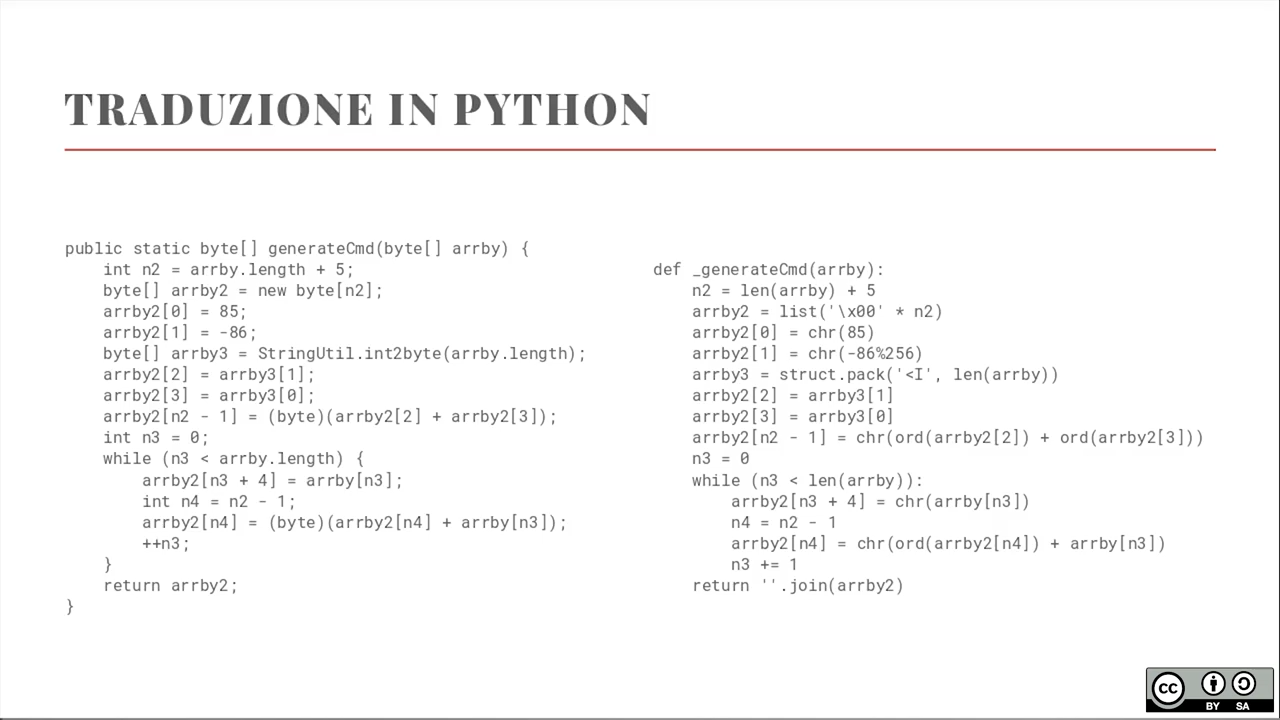 TRADUZIONE IN PYTHON
public static byte[] generateCmd(byte[] arrby) {
    int n2 = arrby.length + 5;
    byte[] arrby2 = new byte[n2];
    arrby2[0] = 85;
    arrby2[1] = -86;
    byte[] arrby3 = StringUtil.int2byte(arrby.length);
    arrby2[2] = arrby3[1];
    arrby2[3] = arrby3[0];
    arrby2[n2 - 1] = (byte)(arrby2[2] + arrby2[3]);
    int n3 = 0;
    while (n3 < arrby.length) {
        arrby2[n3 + 4] = arrby[n3];
        int n4 = n2 - 1;
        arrby2[n4] = (byte)(arrby2[n4] + arrby[n3]);
        ++n3;
    }
    return arrby2;
}
def _generateCmd(arrby):
    n2 = len(arrby) + 5
    arrby2 = list('\x00' * n2)
    arrby2[0] = chr(85)
    arrby2[1] = chr(-86%256)
    arrby3 = struct.pack('<I', len(arrby))
    arrby2[2] = arrby3[1]
    arrby2[3] = arrby3[0]
    arrby2[n2 - 1] = chr(ord(arrby2[2]) + ord(arrby2[3]))
    n3 = 0
    while (n3 < len(arrby)):
        arrby2[n3 + 4] = chr(arrby[n3])
        n4 = n2 - 1
        arrby2[n4] = chr(ord(arrby2[n4]) + arrby[n3])
        n3 += 1
    return ''.join(arrby2)
cc
BY SA